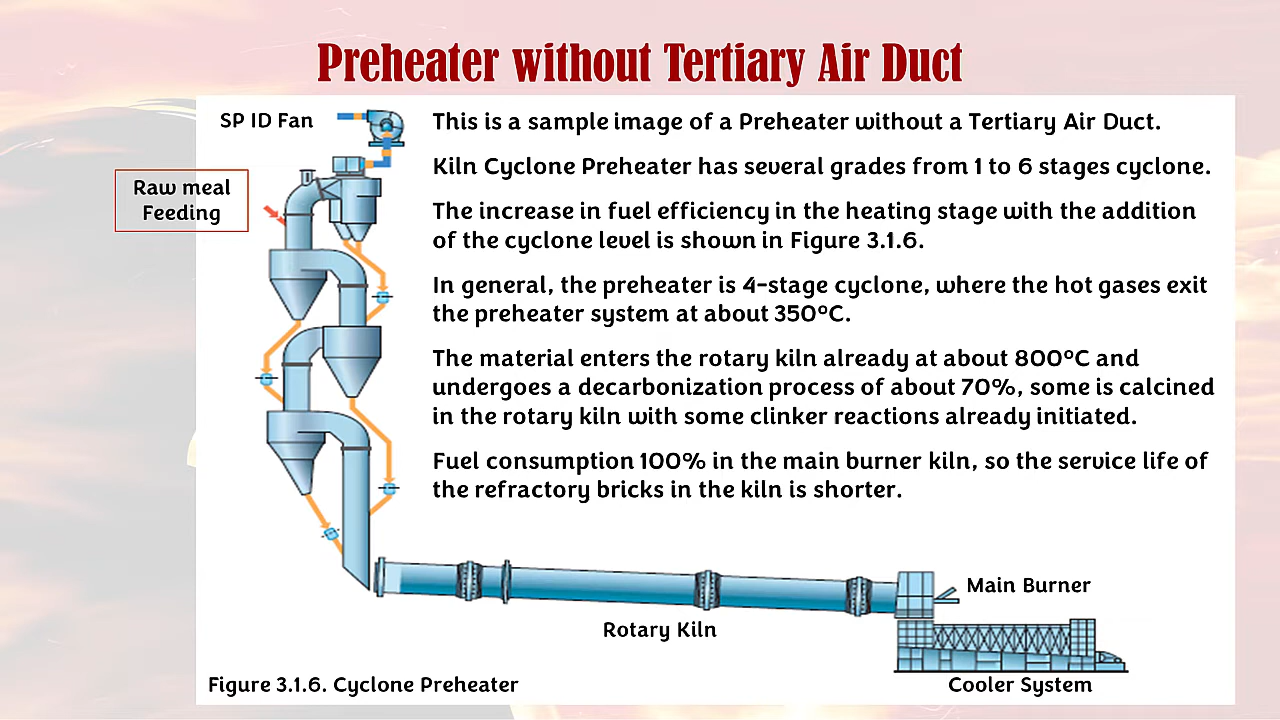 Preheater without Tertiary Air Duct
SP ID Fan
Raw meal
Feeding
This is a sample image of a Preheater without a Tertiary Air Duct.
Kiln Cyclone Preheater has several grades from 1 to 6 stages cyclone.
The increase in fuel efficiency in the heating stage with the addition
of the cyclone level is shown in Figure 3.1.6.
In general, the preheater is 4-stage cyclone, where the hot gases exit
the preheater system at about 350°C.
The material enters the rotary kiln already at about 800°C and
undergoes a decarbonization process of about 70%, some is calcined
in the rotary kiln with some clinker reactions already initiated.
Fuel consumption 100% in the main burner kiln, so the service life of
the refractory bricks in the kiln is shorter.
Main Burner
Rotary Kiln
Cooler System
Figure 3.1.6. Cyclone Preheater